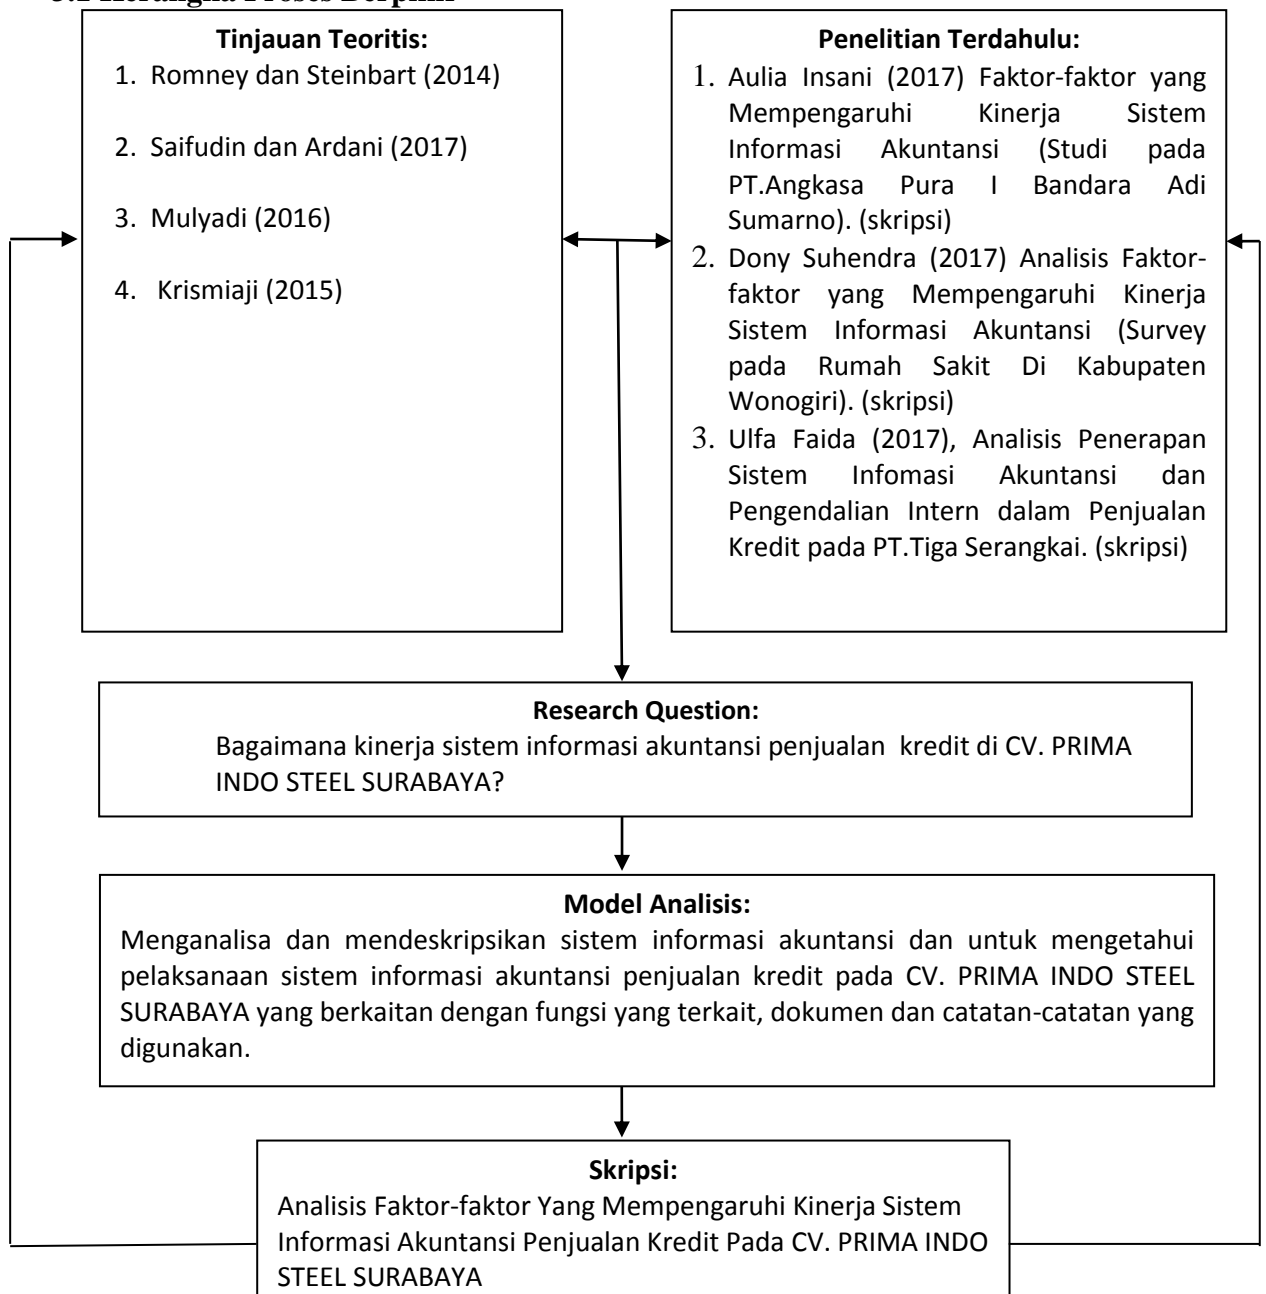 Tinjauan Teoritis:
1. Romney dan Steinbart (2014)
2. Saifudin dan Ardani (2017)
3. Mulyadi (2016)
4. Krismiaji (2015)
Penelitian Terdahulu:
1. Aulia Insani (2017) Faktor-faktor yang
Mempengaruhi Kinerja Sistem
Informasi Akuntansi (Studi pada
PT.Angkasa Pura I Bandara Adi
Sumarno). (skripsi)
2. Dony Suhendra (2017) Analisis Faktor-
faktor yang Mempengaruhi Kinerja
Sistem Informasi Akuntansi (Survey
pada Rumah Sakit Di Kabupaten
Wonogiri). (skripsi)
3. Ulfa Faida (2017), Analisis Penerapan
Sistem Infomasi Akuntansi dan
Pengendalian Intern dalam Penjualan
Kredit pada PT.Tiga Serangkai. (skripsi)
Research Question:
Bagaimana kinerja sistem informasi akuntansi penjualan kredit di CV. PRIMA
INDO STEEL SURABAYA?
Model Analisis:
Menganalisa dan mendeskripsikan sistem informasi akuntansi dan untuk mengetahui
pelaksanaan sistem informasi akuntansi penjualan kredit pada CV. PRIMA INDO STEEL
SURABAYA yang berkaitan dengan fungsi yang terkait, dokumen dan catatan-catatan yang
digunakan.
Skripsi:
Analisis Faktor-faktor Yang Mempengaruhi Kinerja Sistem
Informasi Akuntansi Penjualan Kredit Pada CV. PRIMA INDO
STEEL SURABAYA